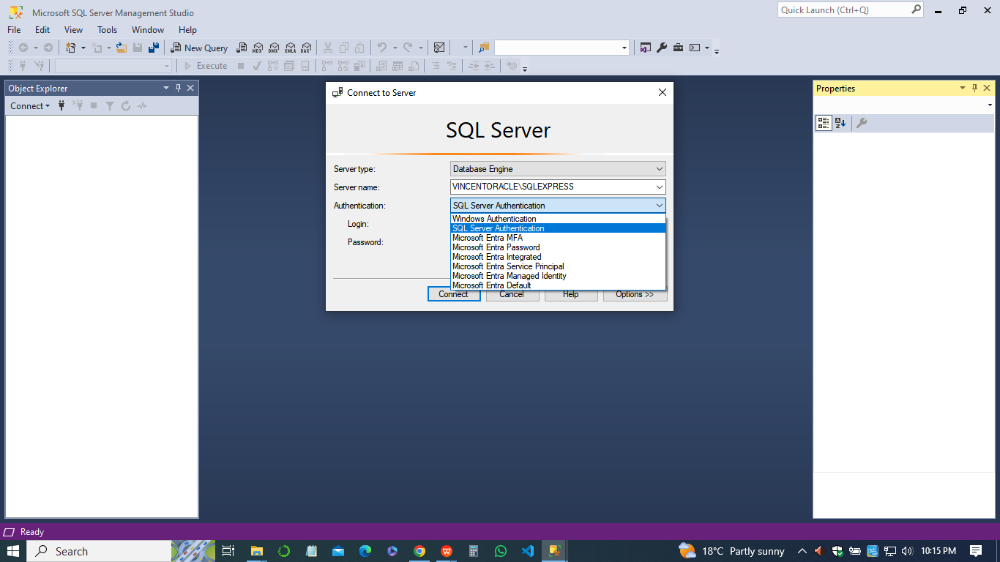 Microsoft SQL Server Management Studio
Quick Launch (Ctrl+Q)
File Edit View Tools Window Help
New Query MDX DMX XMLA DAX
Execute
Object Explorer
Connect
Connect to Server
SQL Server
Server type: Database Engine
Server name: VINCENTORACLE\SQLEXPRESS
Authentication: SQL Server Authentication
Windows Authentication
Login:
SQL Server Authentication
Microsoft Entra MFA
Password:
Microsoft Entra Password
Microsoft Entra Integrated
Microsoft Entra Service Principal
Microsoft Entra Managed Identity
Microsoft Entra Default
Connect Cancel Help Options >>
Properties
Ready
Search
18°C Partly sunny
10:15 PM